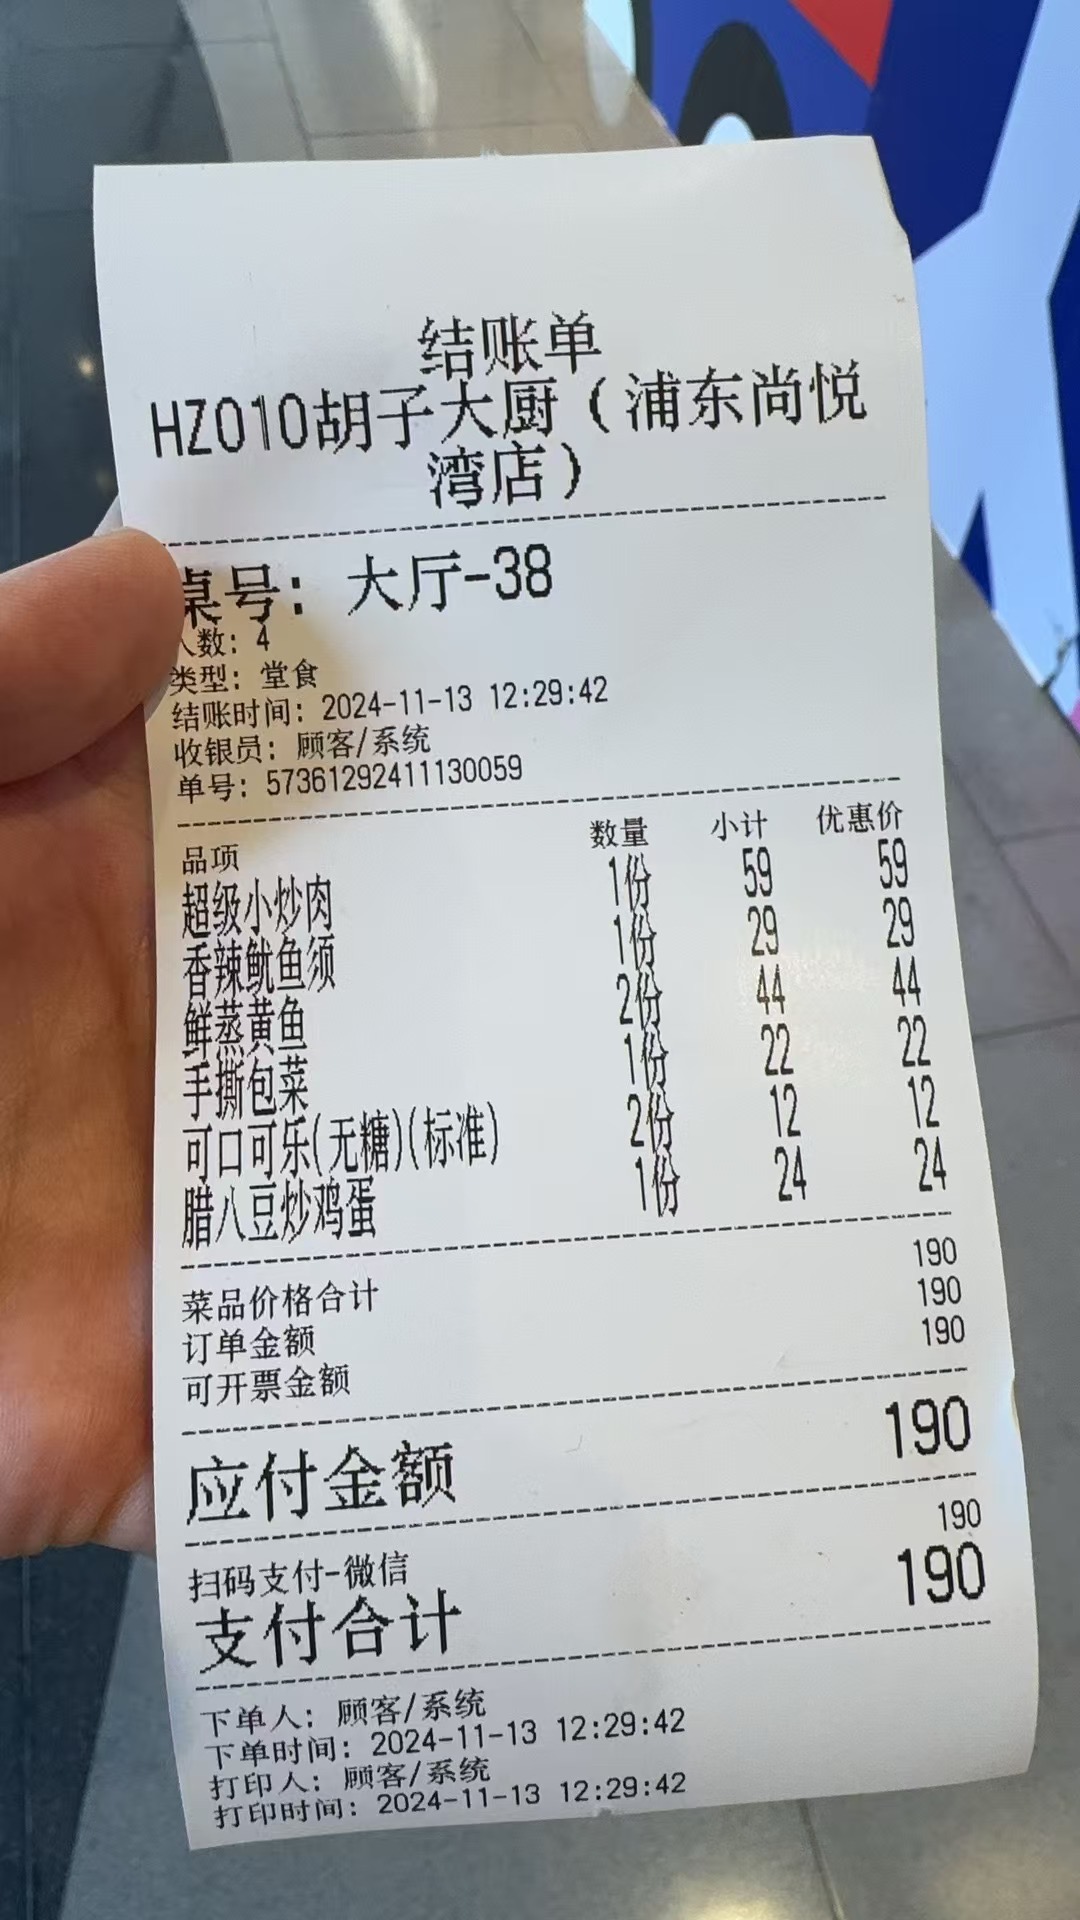 结账单
HZ010胡子大厨（浦东尚悦
湾店）
桌号：大厅-38
人数：4
类型：堂食
结账时间：2024-11-13 12:29:42
收银员：顾客/系统
单号：57361292411130059
品项 数量 小计 优惠价
超级小炒肉 1份 59 59
香辣鱿鱼须 1份 29 29
鲜蒸黄鱼 2份 44 44
手撕包菜 1份 22 22
可口可乐(无糖)(标准) 2份 12 12
腊八豆炒鸡蛋 1份 24 24
菜品价格合计 190
订单金额 190
可开票金额 190
应付金额 190
扫码支付-微信 190
支付合计 190
下单人：顾客/系统
下单时间：2024-11-13 12:29:42
打印人：顾客/系统
打印时间：2024-11-13 12:29:42